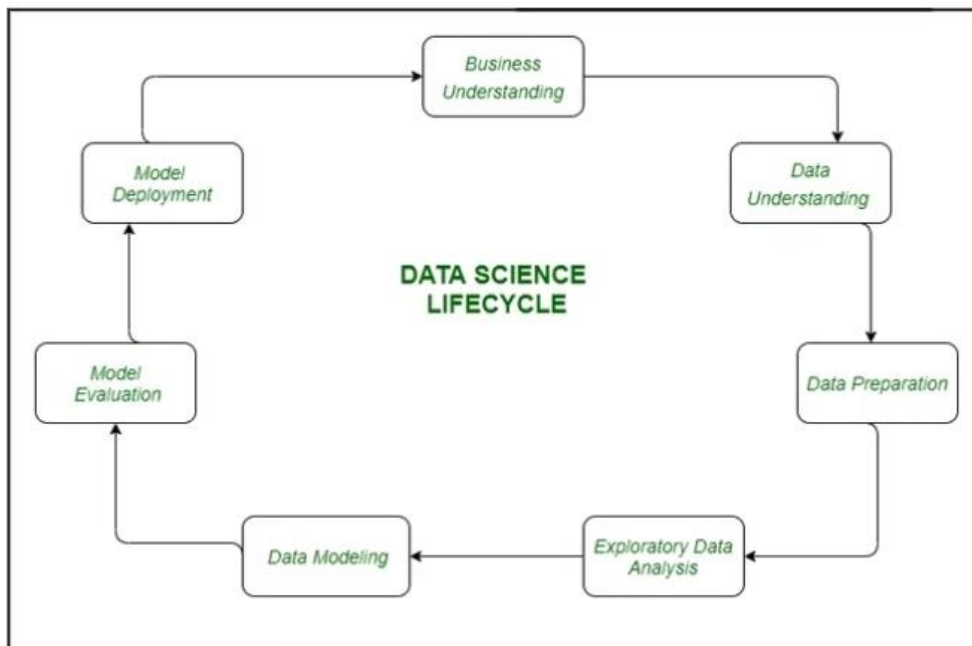 Business
Understanding
Data
Understanding
Data Preparation
Exploratory Data
Analysis
Data Modeling
Model
Evaluation
Model
Deployment
DATA SCIENCE
LIFECYCLE